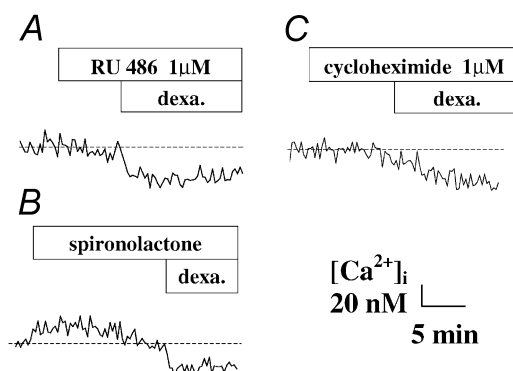 A
RU 486 1μM
dexa.
B
spironolactone
dexa.
C
cycloheximide 1μM
dexa.
[Ca²⁺]ᵢ
20 nM
5 min